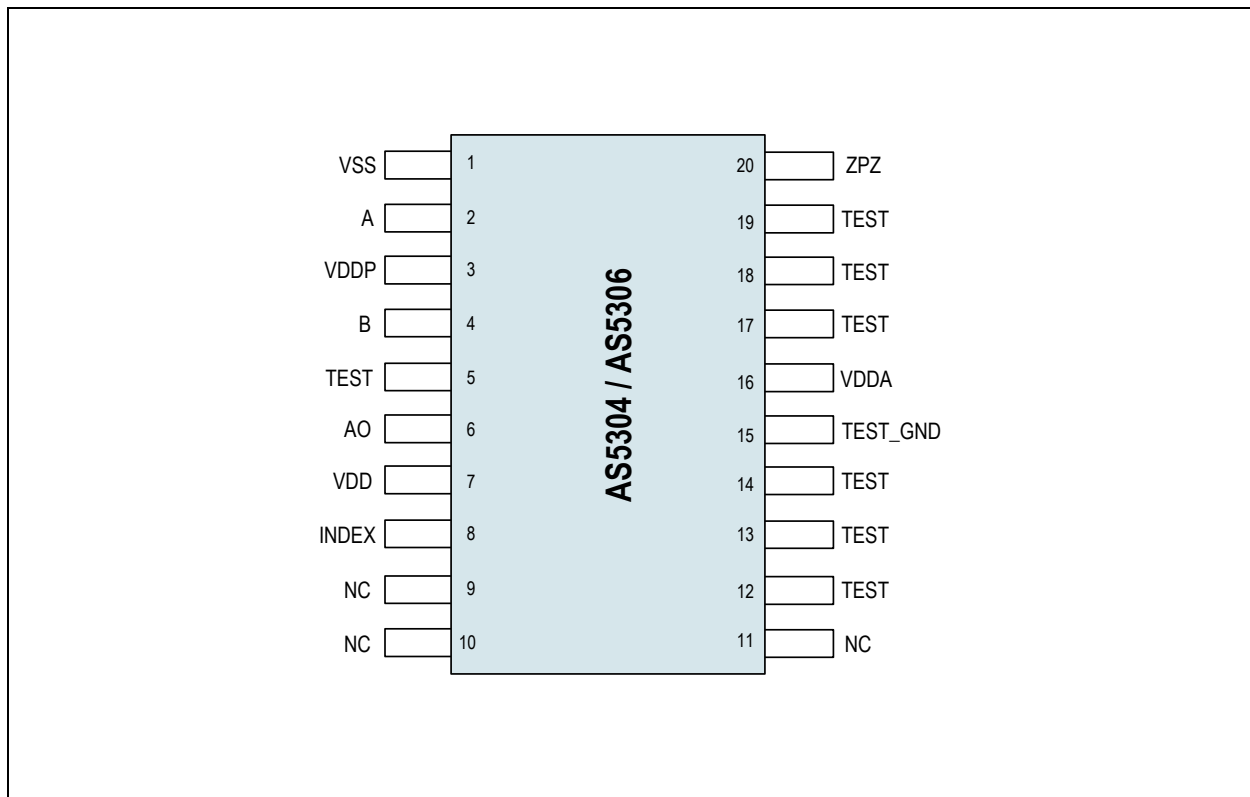 VSS 1 20 ZPZ
A 2 19 TEST
VDDP 3 18 TEST
B 4 17 TEST
TEST 5 16 VDDA
AO 6 15 TEST_GND
VDD 7 14 TEST
INDEX 8 13 TEST
NC 9 12 TEST
NC 10 11 NC
AS5304 / AS5306